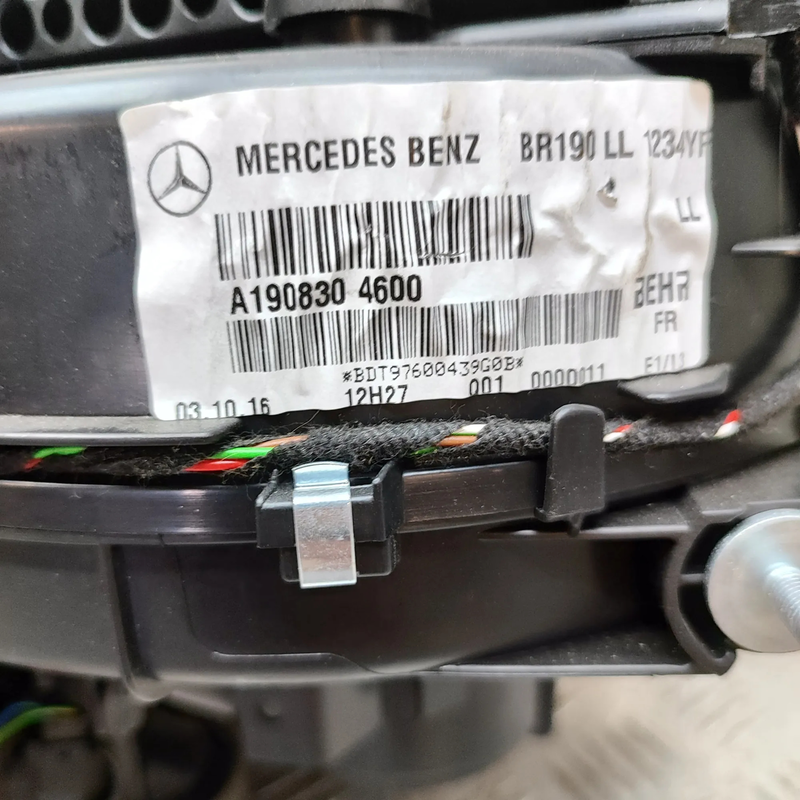 MERCEDES BENZ BR190 LL 1234YF
LL
A190830 4600
BEHR
FR
*BDT97600439G0B*
03.10.16 12H27 001 0000011